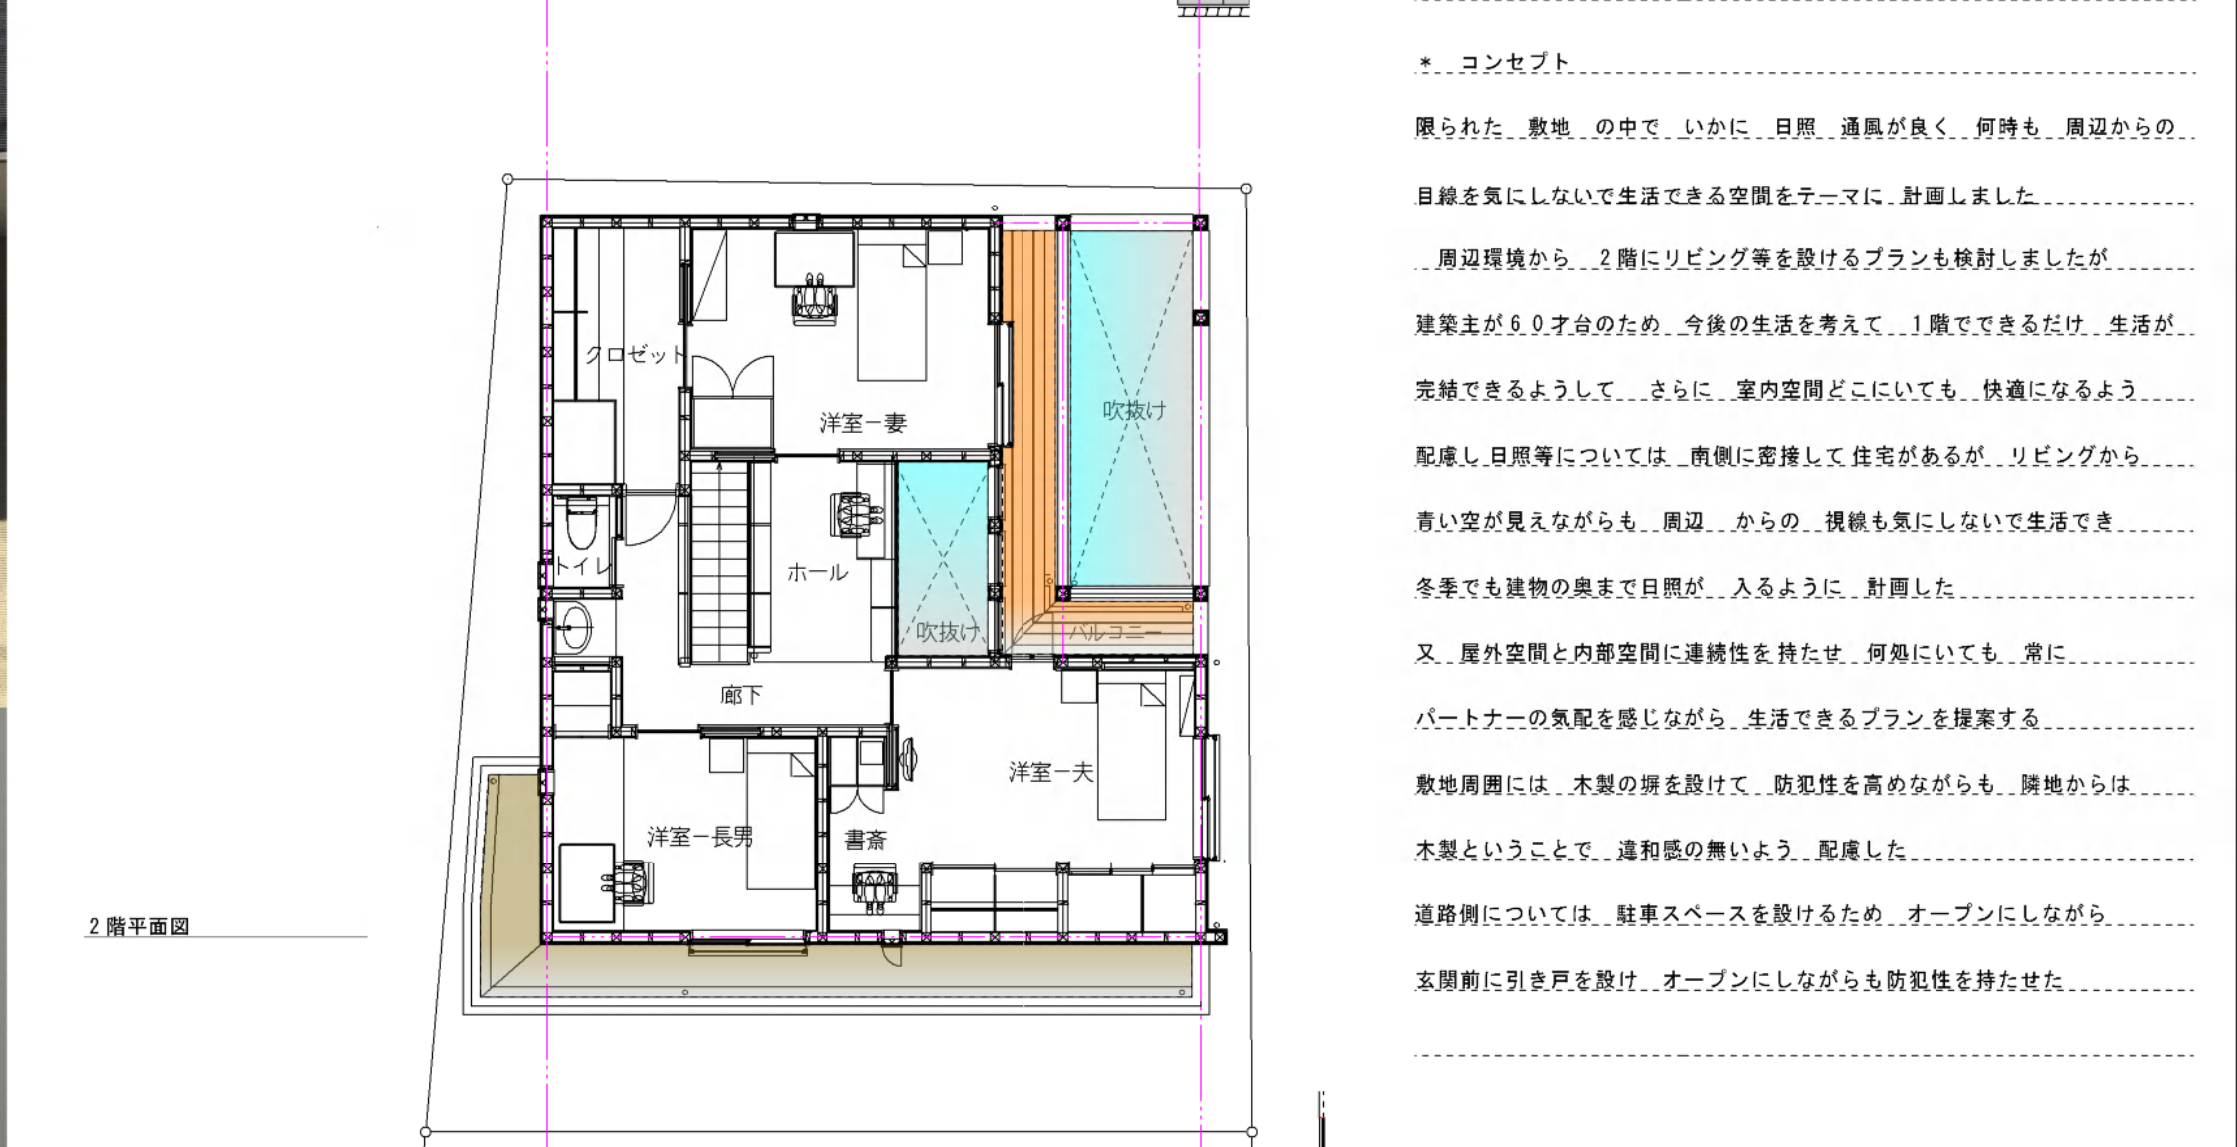 クロゼット
洋室－妻
吹抜け
トイレ
ホール
吹抜け
バルコニー
廊下
洋室－夫
洋室－長男
書斎
2階平面図
* コンセプト
限られた 敷地 の中で いかに 日照 通風が良く 何時も 周辺からの
目線を気にしないで生活できる空間をテーマに 計画しました
周辺環境から 2階にリビング等を設けるプランも検討しましたが
建築主が60才台のため 今後の生活を考えて 1階でできるだけ 生活が
完結できるようして さらに 室内空間どこにいても 快適になるよう
配慮し 日照等については 南側に密接して 住宅があるが リビングから
青い空が見えながらも 周辺 からの 視線も気にしないで生活でき
冬季でも建物の奥まで日照が 入るように 計画した
又 屋外空間と内部空間に連続性を持たせ 何処にいても 常に
パートナーの気配を感じながら 生活できるプランを提案する
敷地周囲には 木製の塀を設けて 防犯性を高めながらも 隣地からは
木製ということで 違和感の無いよう 配慮した
道路側については 駐車スペースを設けるため オープンにしながら
玄関前に引き戸を設け オープンにしながらも防犯性を持たせた